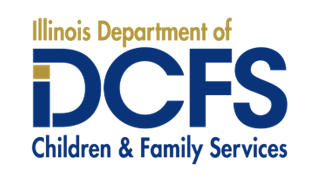 Illinois Department of
DCFS
Children & Family Services